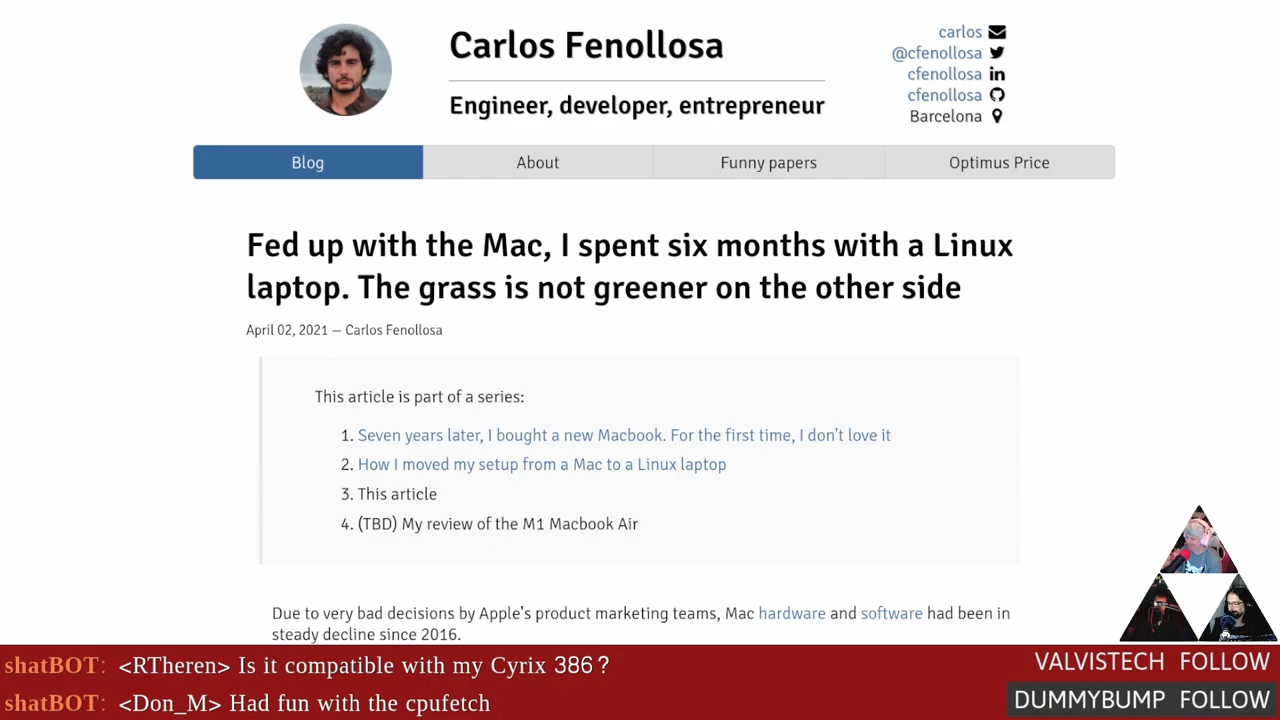 Carlos Fenollosa
Engineer, developer, entrepreneur
carlos
@cfenollosa
cfenollosa
cfenollosa
Barcelona
Blog About Funny papers Optimus Price
Fed up with the Mac, I spent six months with a Linux
laptop. The grass is not greener on the other side
April 02, 2021 — Carlos Fenollosa
This article is part of a series:
1. Seven years later, I bought a new Macbook. For the first time, I don't love it
2. How I moved my setup from a Mac to a Linux laptop
3. This article
4. (TBD) My review of the M1 Macbook Air
Due to very bad decisions by Apple's product marketing teams, Mac hardware and software had been in
steady decline since 2016.
shatBOT: <RTheren> Is it compatible with my Cyrix 386?
shatBOT: <Don_M> Had fun with the cpufetch
VALVISTECH FOLLOW
DUMMYBUMP FOLLOW